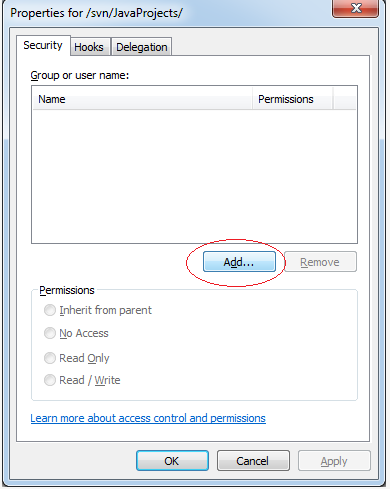 Properties for /svn/JavaProjects/
Security Hooks Delegation
Group or user name:
Name Permissions
Add... Remove
Permissions
Inherit from parent
No Access
Read Only
Read / Write
Learn more about access control and permissions
OK Cancel Apply